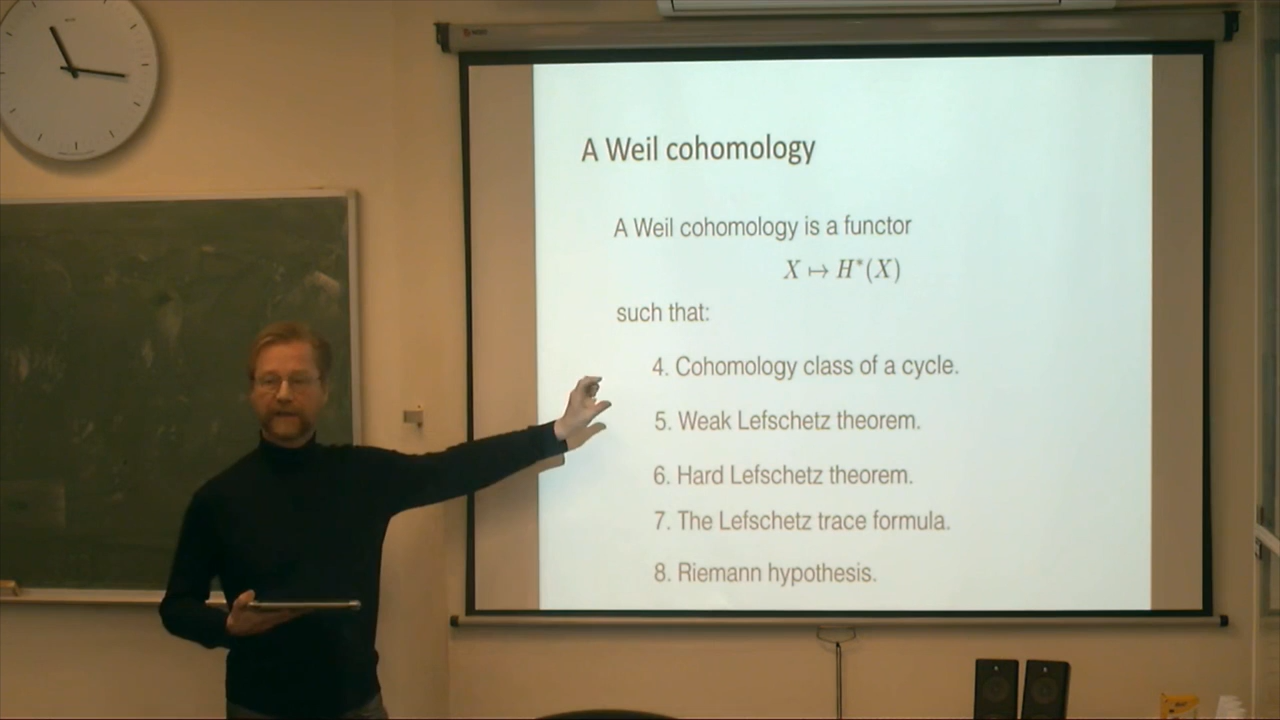 A Weil cohomology
A Weil cohomology is a functor
X ↦ H*(X)
such that:
4. Cohomology class of a cycle.
5. Weak Lefschetz theorem.
6. Hard Lefschetz theorem.
7. The Lefschetz trace formula.
8. Riemann hypothesis.